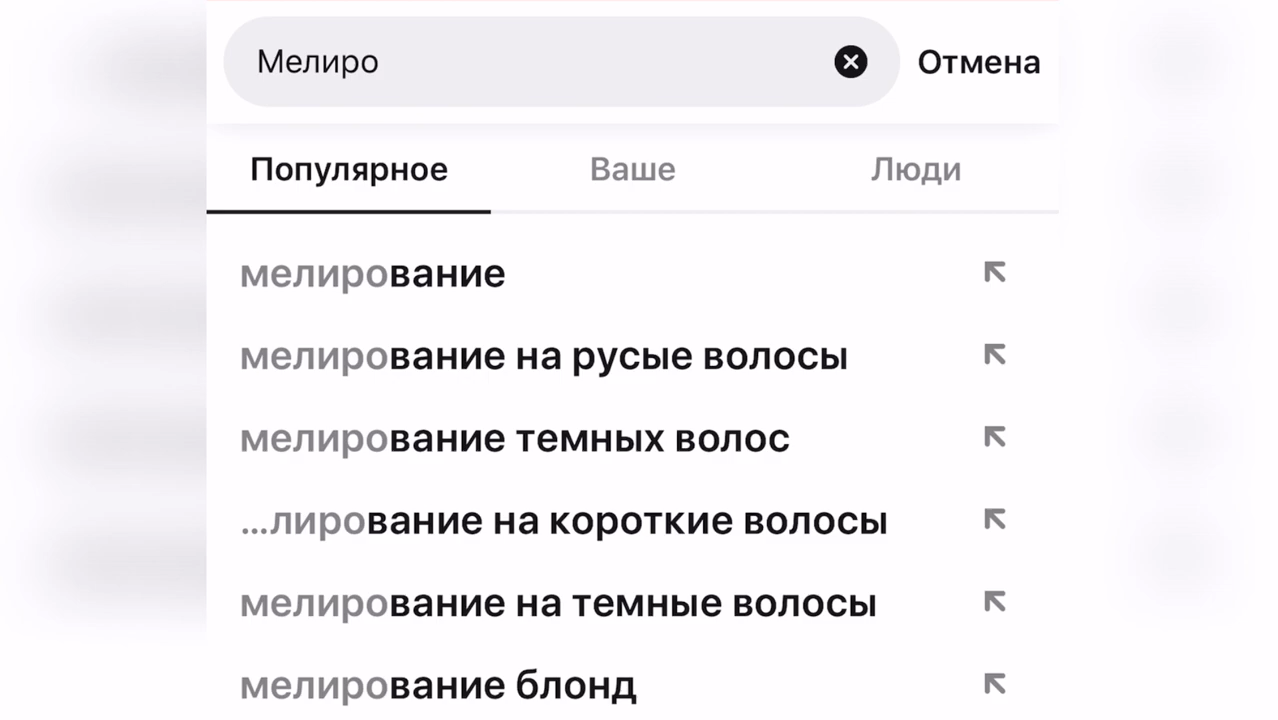 Мелиро
Отмена
Популярное
Ваше
Люди
мелирование
мелирование на русые волосы
мелирование темных волос
...лирование на короткие волосы
мелирование на темные волосы
мелирование блонд